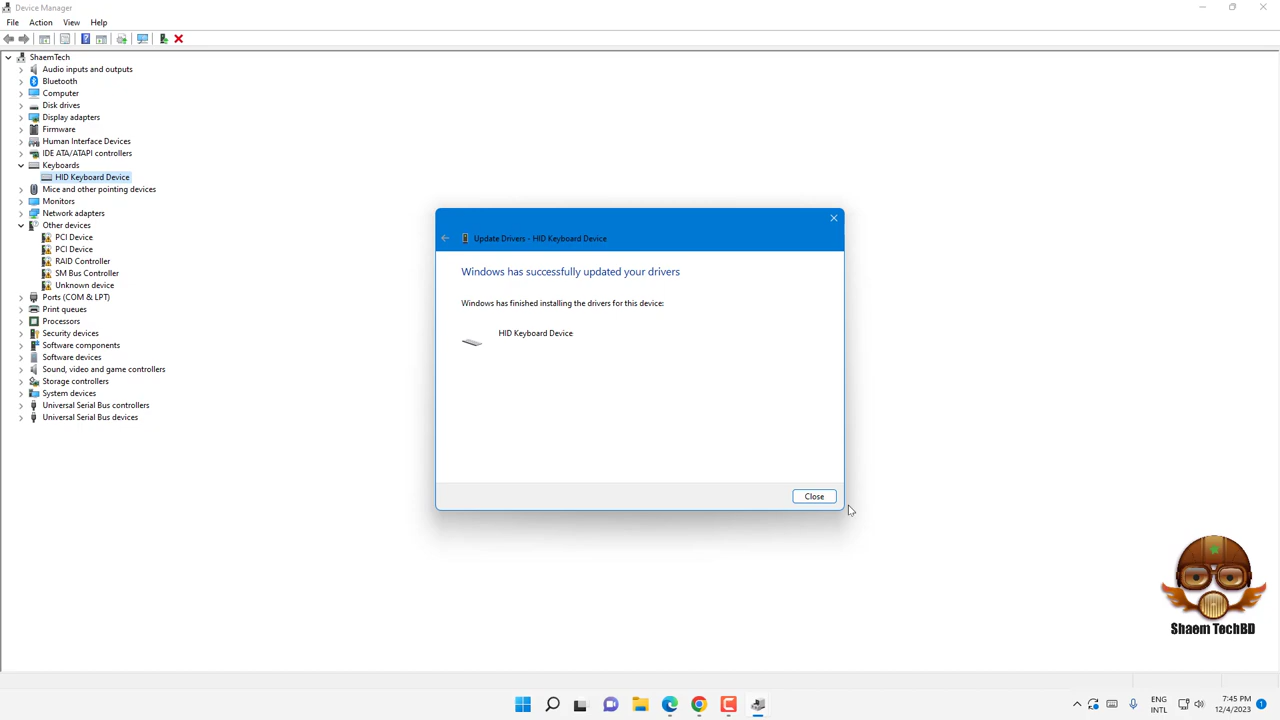 Device Manager
File Action View Help
ShaemTech
Audio inputs and outputs
Bluetooth
Computer
Disk drives
Display adapters
Firmware
Human Interface Devices
IDE ATA/ATAPI controllers
Keyboards
HID Keyboard Device
Mice and other pointing devices
Monitors
Network adapters
Other devices
PCI Device
PCI Device
RAID Controller
SM Bus Controller
Unknown device
Ports (COM & LPT)
Print queues
Processors
Security devices
Software components
Software devices
Sound, video and game controllers
Storage controllers
System devices
Universal Serial Bus controllers
Universal Serial Bus devices
Update Drivers - HID Keyboard Device
Windows has successfully updated your drivers
Windows has finished installing the drivers for this device:
HID Keyboard Device
Close
Shaem TechBD
ENG
INTL
7:45 PM
12/4/2023
1